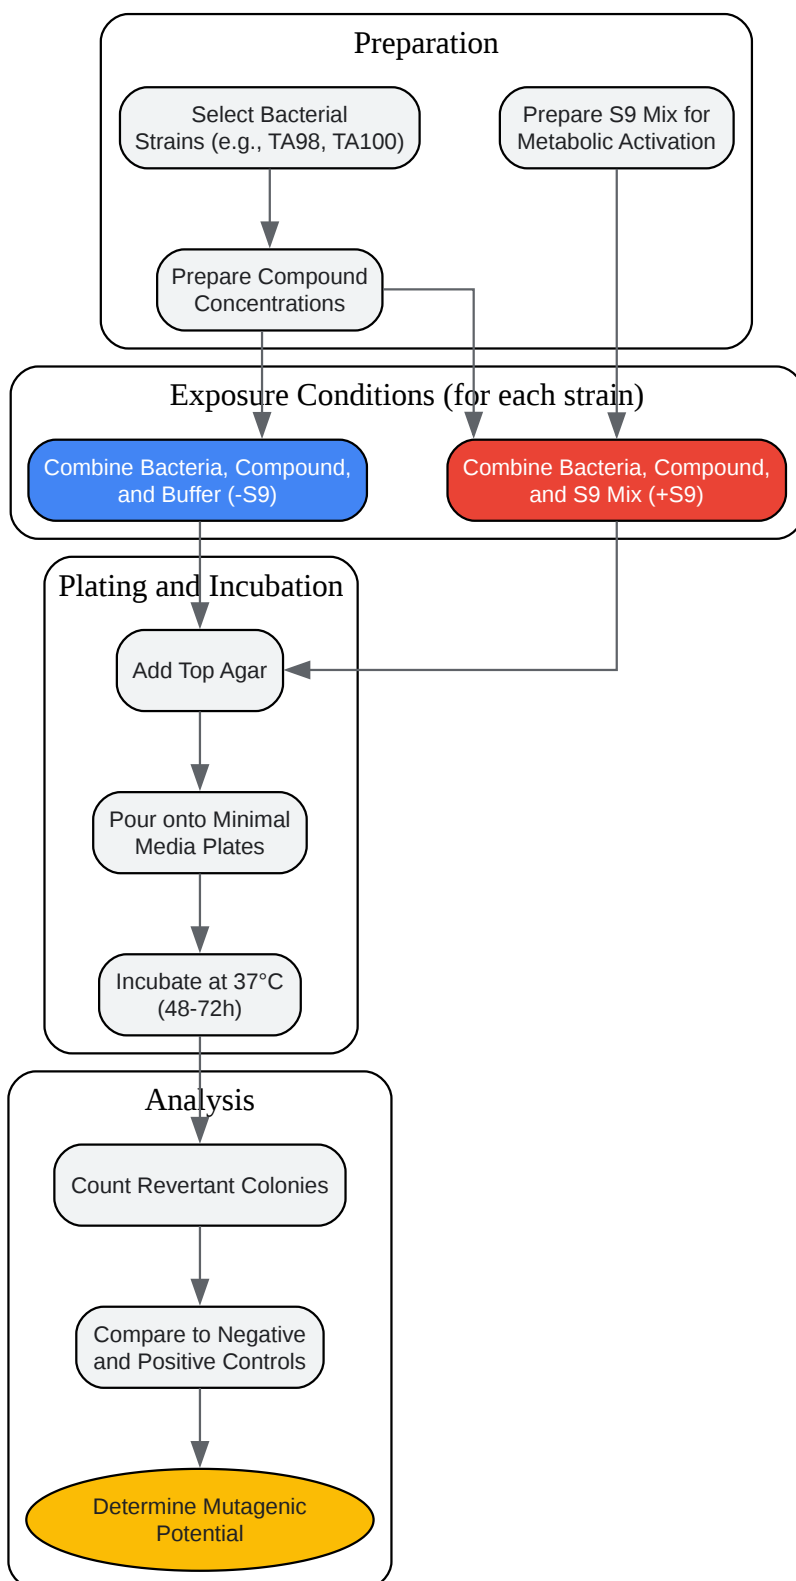 Preparation
Select Bacterial
Strains (e.g., TA98, TA100)
Prepare S9 Mix for
Metabolic Activation
Prepare Compound
Concentrations
Exposure Conditions (for each strain)
Combine Bacteria, Compound,
and Buffer (-S9)
Combine Bacteria, Compound,
and S9 Mix (+S9)
Plating and Incubation
Add Top Agar
Pour onto Minimal
Media Plates
Incubate at 37°C
(48-72h)
Analysis
Count Revertant Colonies
Compare to Negative
and Positive Controls
Determine Mutagenic
Potential